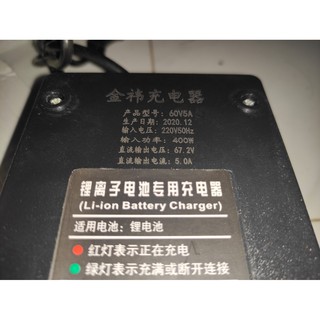 金祎充电器
产品型号: 60V5A
生产日期: 2020.12
输入电压: 220V50Hz
输入功率: 400W
直流输出电压: 67.2V
直流输出电流: 5.0A
锂离子电池专用充电器
(Li-ion Battery Charger)
适用电池: 锂电池
红灯表示正在充电
绿灯表示充满或断开连接